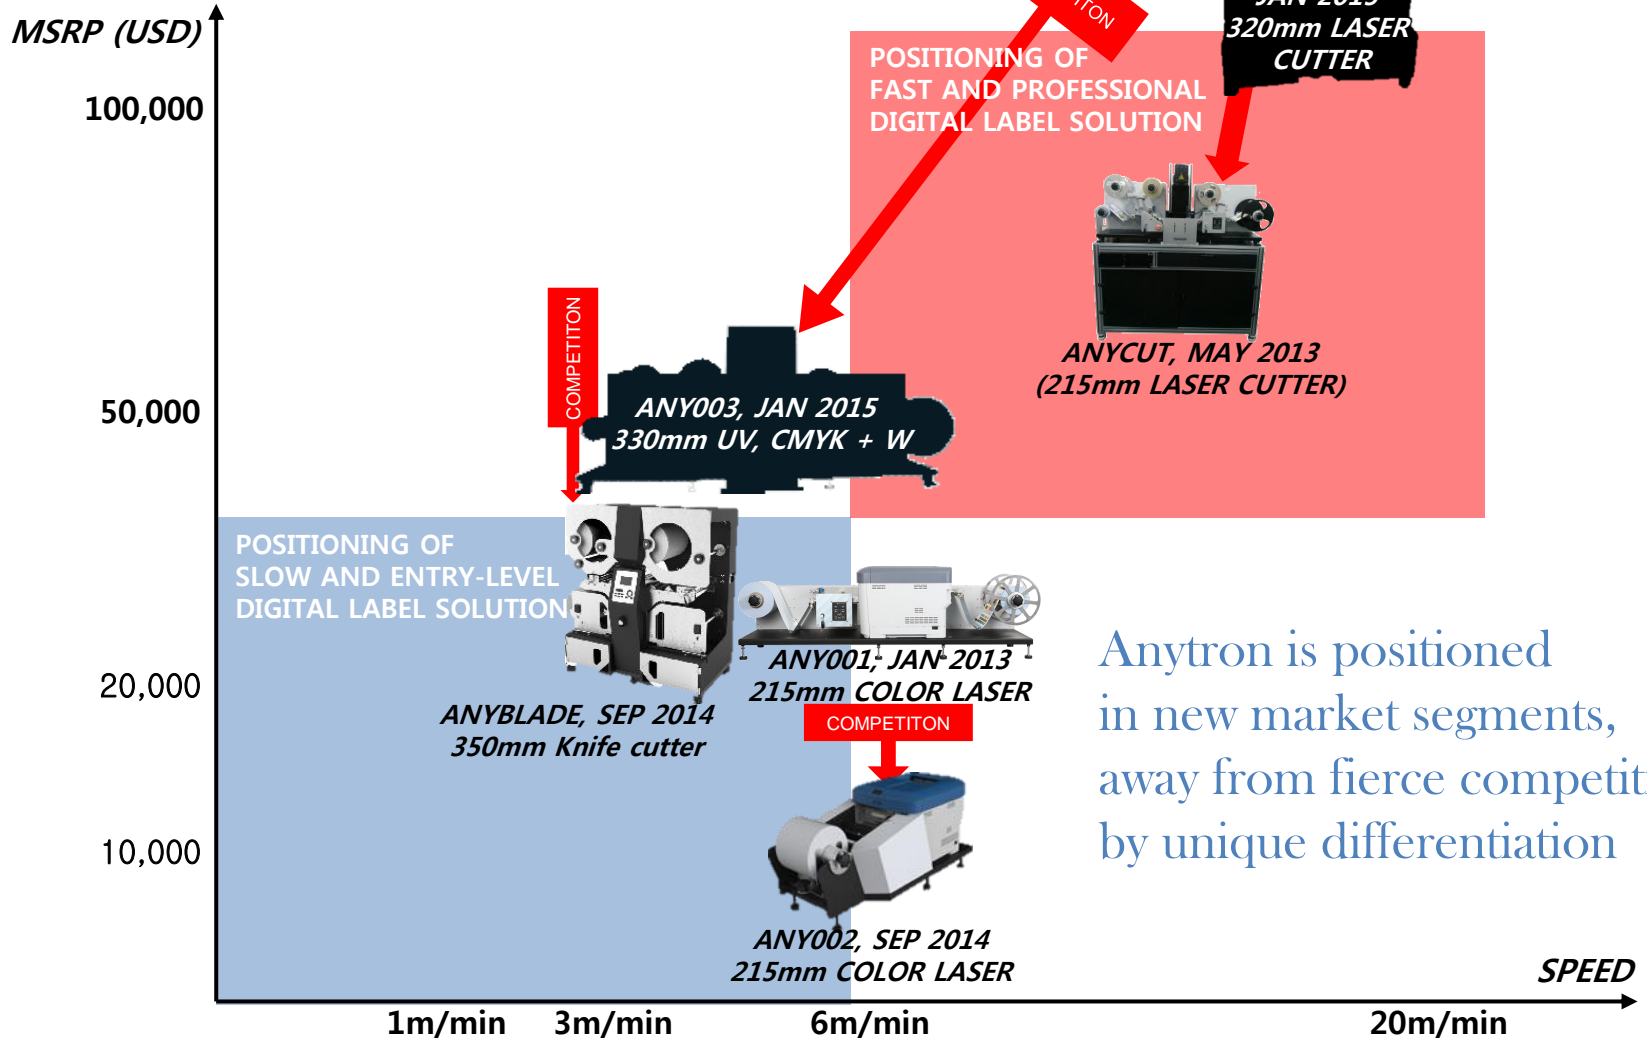 MSRP (USD)
100,000
50,000
20,000
10,000
JAN 2015
320mm LASER
CUTTER
POSITIONING OF
FAST AND PROFESSIONAL
DIGITAL LABEL SOLUTION
ANYCUT, MAY 2013
(215mm LASER CUTTER)
COMPETITON
ANY003, JAN 2015
330mm UV, CMYK + W
POSITIONING OF
SLOW AND ENTRY-LEVEL
DIGITAL LABEL SOLUTION
ANY001, JAN 2013
215mm COLOR LASER
ANYBLADE, SEP 2014
350mm Knife cutter
COMPETITON
ANY002, SEP 2014
215mm COLOR LASER
Anytron is positioned
in new market segments,
away from fierce
by unique differentiation
SPEED
1m/min 3m/min 6m/min 20m/min